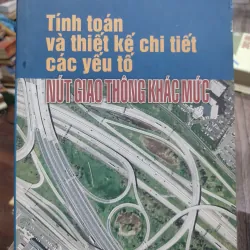 Tính toán
và thiết kế chi tiết
các yếu tố
NÚT GIAO THÔNG KHÁC MỨC